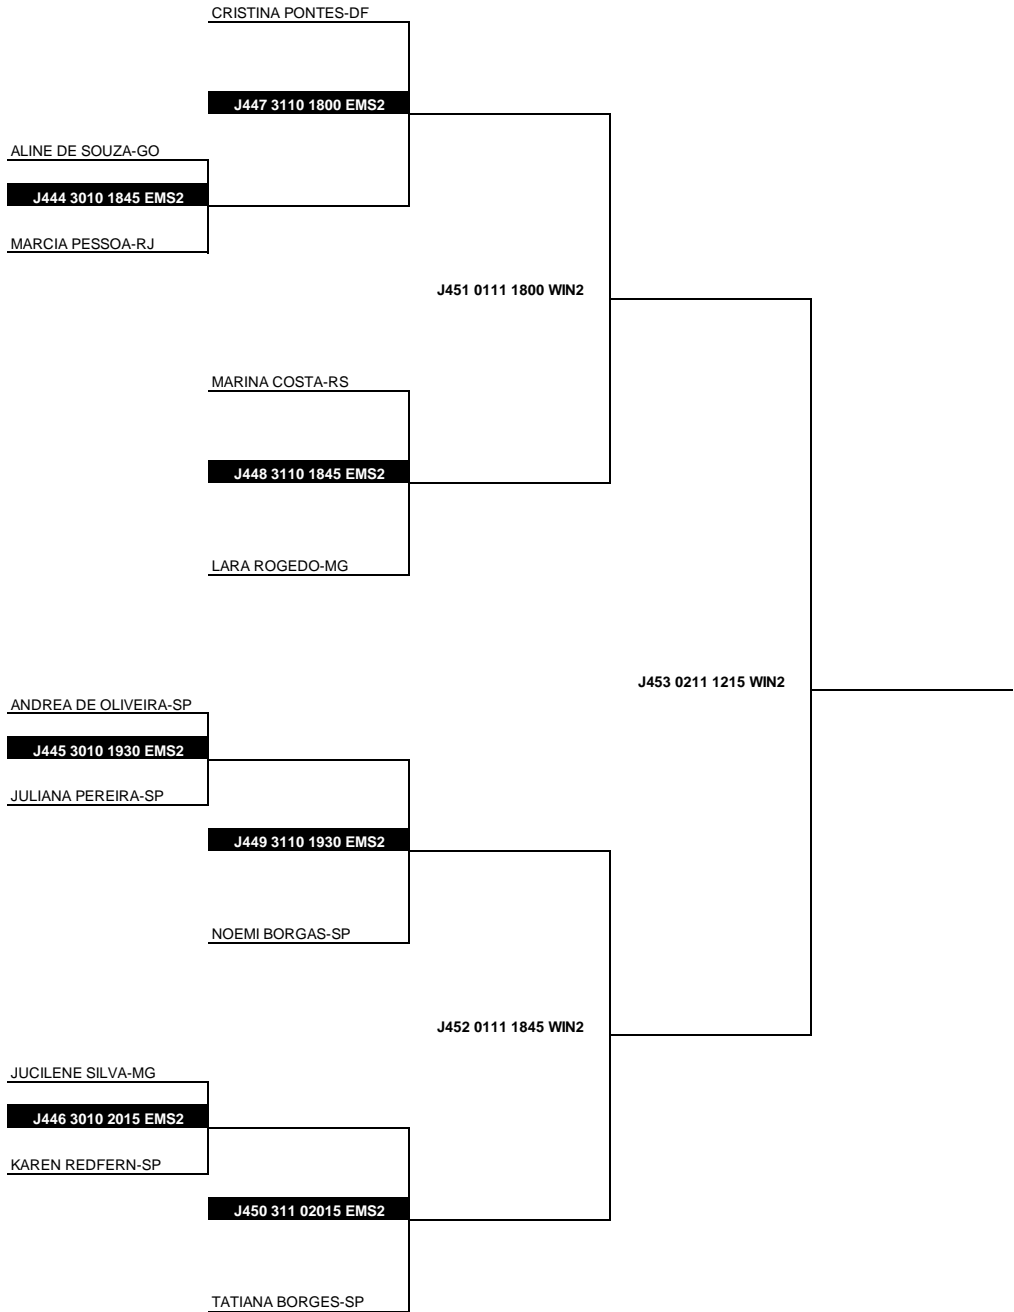 CRISTINA PONTES-DF
J447 3110 1800 EMS2
ALINE DE SOUZA-GO
J444 3010 1845 EMS2
MARCIA PESSOA-RJ
J451 0111 1800 WIN2
MARINA COSTA-RS
J448 3110 1845 EMS2
LARA ROGEDO-MG
J453 0211 1215 WIN2
ANDREA DE OLIVEIRA-SP
J445 3010 1930 EMS2
JULIANA PEREIRA-SP
J449 3110 1930 EMS2
NOEMI BORGAS-SP
J452 0111 1845 WIN2
JUCILENE SILVA-MG
J446 3010 2015 EMS2
KAREN REDFERN-SP
J450 311 02015 EMS2
TATIANA BORGES-SP